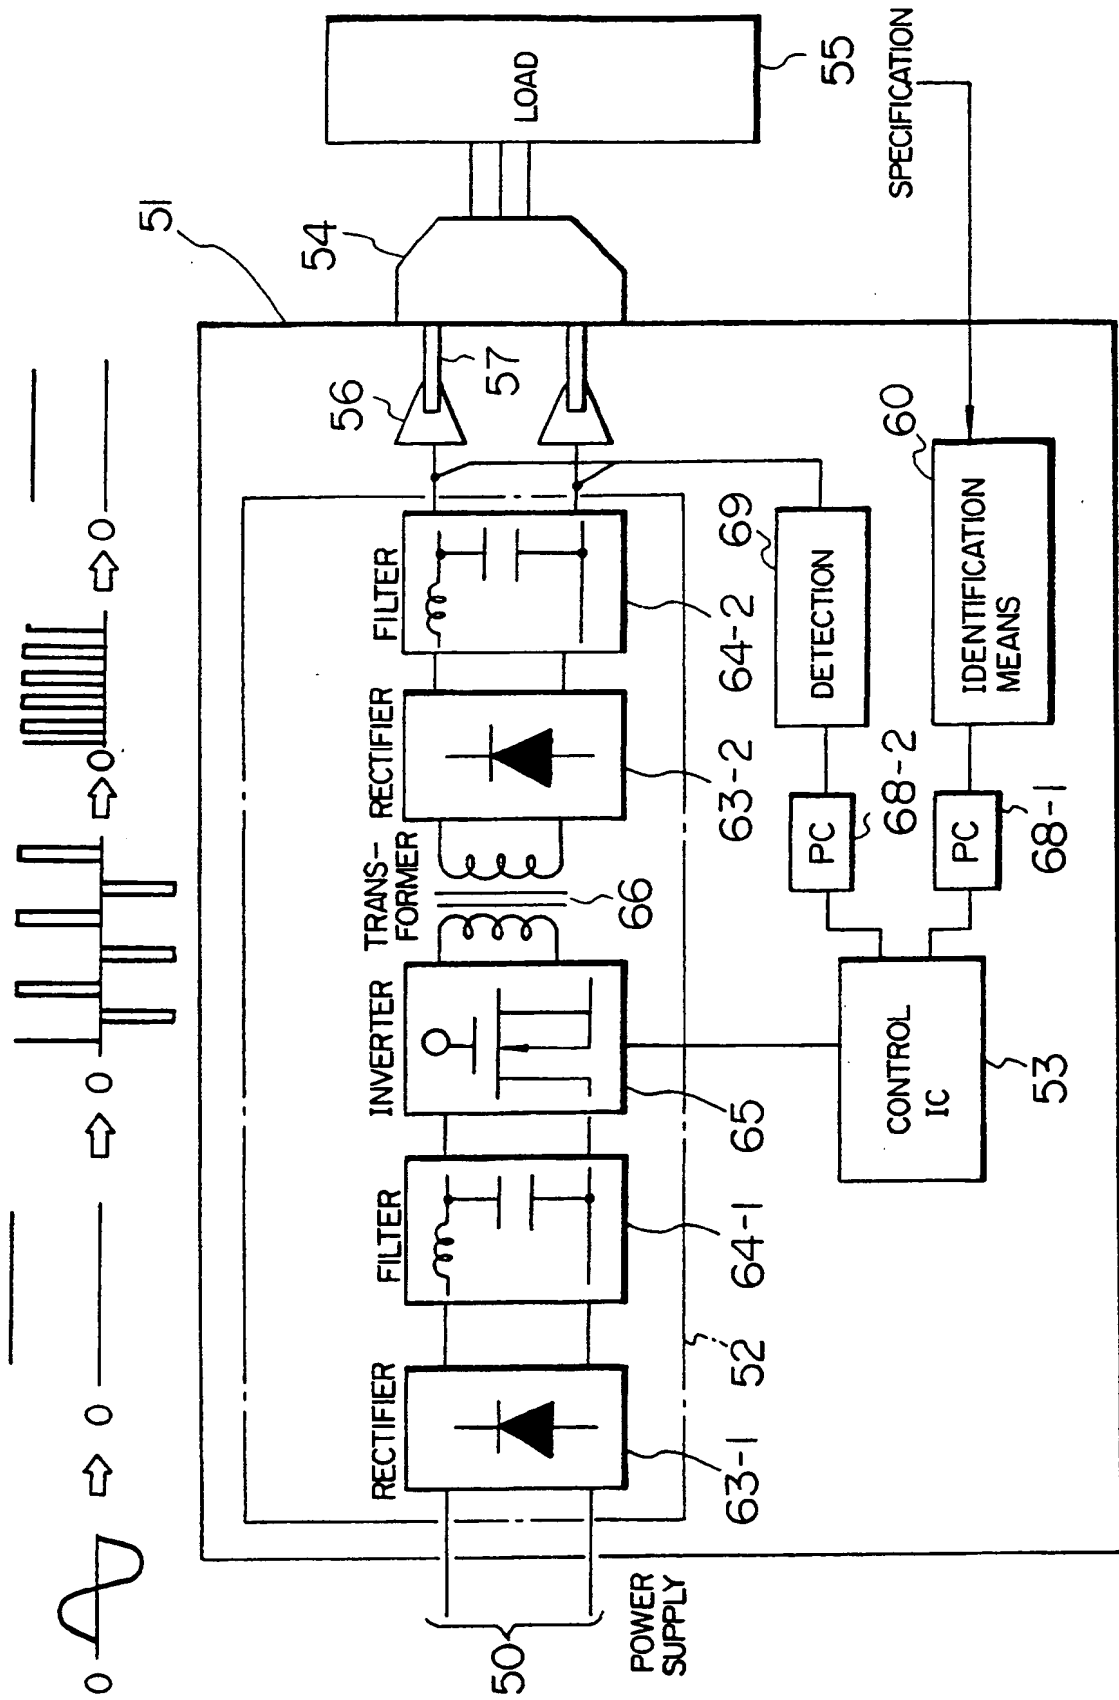 0
0
0
0
0
51
54
LOAD
55
SPECIFICATION
56
57
RECTIFIER
63-1
FILTER
64-1
INVERTER
65
TRANS-
FORMER
66
RECTIFIER
63-2
FILTER
64-2
52
50
POWER
SUPPLY
CONTROL
IC
53
PC
68-2
PC
68-1
DETECTION
69
IDENTIFICATION
MEANS
60